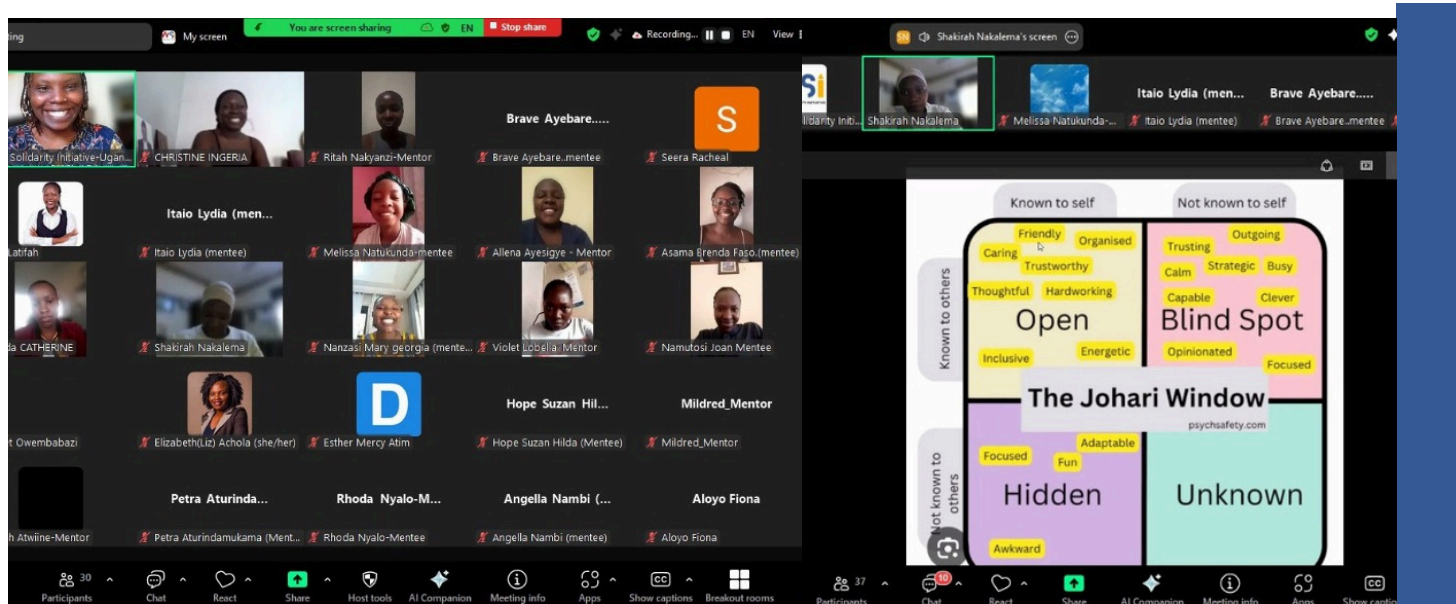 ting
My screen
You are screen sharing
EN
Stop share
Recording...
EN
View
Solidarity Initiative-Ugan...
CHRISTINE INGERIA
Ritah Nakyanzi-Mentor
Brave Ayebare.....
Brave Ayebare..mentee
S
Seera Racheal
Latifah
Itaio Lydia (men...
Itaio Lydia (mentee)
Melissa Natukunda-mentee
Allena Ayesigye - Mentor
Asama Brenda Faso.(mentee)
da CATHERINE
Shakirah Nakalema
Nanzasi Mary georgia (mente...
Violet Lobelia- Mentor
Namutosi Joan Mentee
t Owembabazi
Elizabeth(Liz) Achola (she/her)
D
Esther Mercy Atim
Hope Suzan Hil...
Hope Suzan Hilda (Mentee)
Mildred_Mentor
Mildred_Mentor
h Atwiine-Mentor
Petra Aturinda...
Petra Aturindamukama (Ment...
Rhoda Nyalo-M...
Rhoda Nyalo-Mentee
Angella Nambi (...
Angella Nambi (mentee)
Aloyo Fiona
Aloyo Fiona
30
Participants
Chat
React
Share
Host tools
AI Companion
Meeting info
Apps
CC
Show captions
Breakout rooms
SN
Shakirah Nakalema's screen
Si
lidarity Initi...
Shakirah Nakalema
Melissa Natukunda-...
Itaio Lydia (men...
Itaio Lydia (mentee)
Brave Ayebare.....
Brave Ayebare..mentee
Known to self
Not known to self
Known to others
Not known to others
Friendly
Organised
Caring
Trustworthy
Thoughtful
Hardworking
Open
Inclusive
Energetic
Outgoing
Trusting
Calm
Strategic
Busy
Capable
Clever
Blind Spot
Opinionated
Focused
The Johari Window
psychsafety.com
Adaptable
Focused
Fun
Hidden
Awkward
Unknown
37
Participants
10
Chat
React
Share
AI Companion
Meeting info
Apps
CC
Show captio